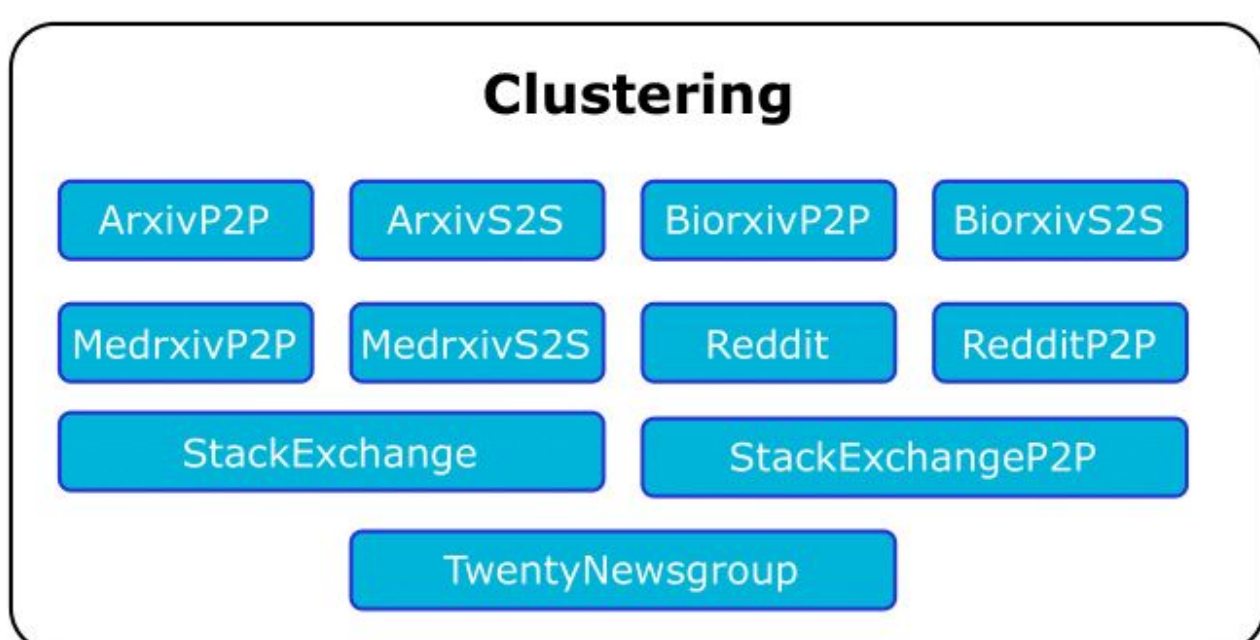 Clustering
ArxivP2P ArxivS2S BiorxivP2P BiorxivS2S
MedrxivP2P MedrxivS2S Reddit RedditP2P
StackExchange StackExchangeP2P
TwentyNewsgroup